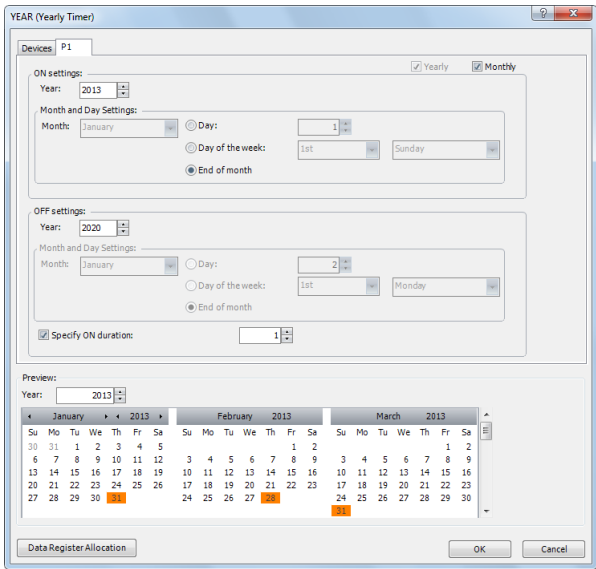 YEAR (Yearly Timer)
Devices P1
Yearly Monthly
ON settings:
Year: 2013
Month and Day Settings:
Month: January Day: 1
Day of the week: 1st Sunday
End of month
OFF settings:
Year: 2020
Month and Day Settings:
Month: January Day: 2
Day of the week: 1st Monday
End of month
Specify ON duration: 1
Preview:
Year: 2013
January 2013 February 2013 March 2013
Su Mo Tu We Th Fr Sa Su Mo Tu We Th Fr Sa Su Mo Tu We Th Fr Sa
30 31 1 2 3 4 5 1 2 1 2
6 7 8 9 10 11 12 3 4 5 6 7 8 9 3 4 5 6 7 8 9
13 14 15 16 17 18 19 10 11 12 13 14 15 16 10 11 12 13 14 15 16
20 21 22 23 24 25 26 17 18 19 20 21 22 23 17 18 19 20 21 22 23
27 28 29 30 31 24 25 26 27 28 24 25 26 27 28 29 30
31
Data Register Allocation OK Cancel